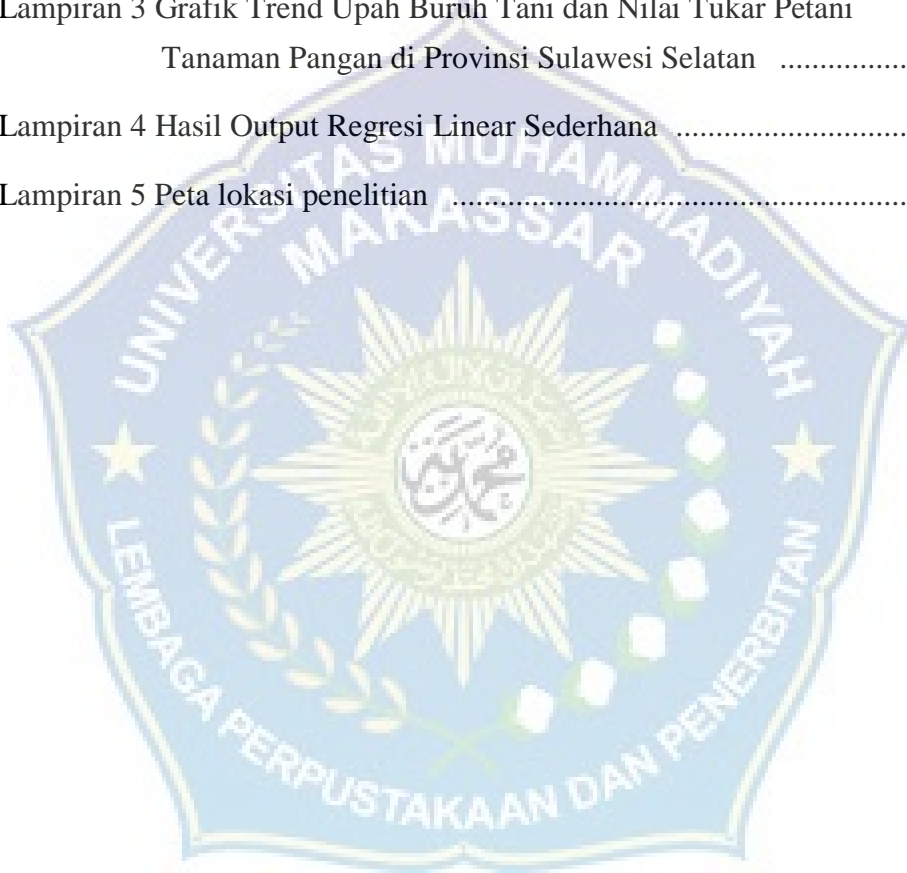 Lampiran 3 Grafik Trend Upah Buruh Tani dan Nilai Tukar Petani
Tanaman Pangan di Provinsi Sulawesi Selatan ................
Lampiran 4 Hasil Output Regresi Linear Sederhana .............................
Lampiran 5 Peta lokasi penelitian .........................................................
UNIVERSITAS MUHAMMADIYAH
MAKASSAR
محمدية
LEMBAGA PERPUSTAKAAN DAN PENERBITAN